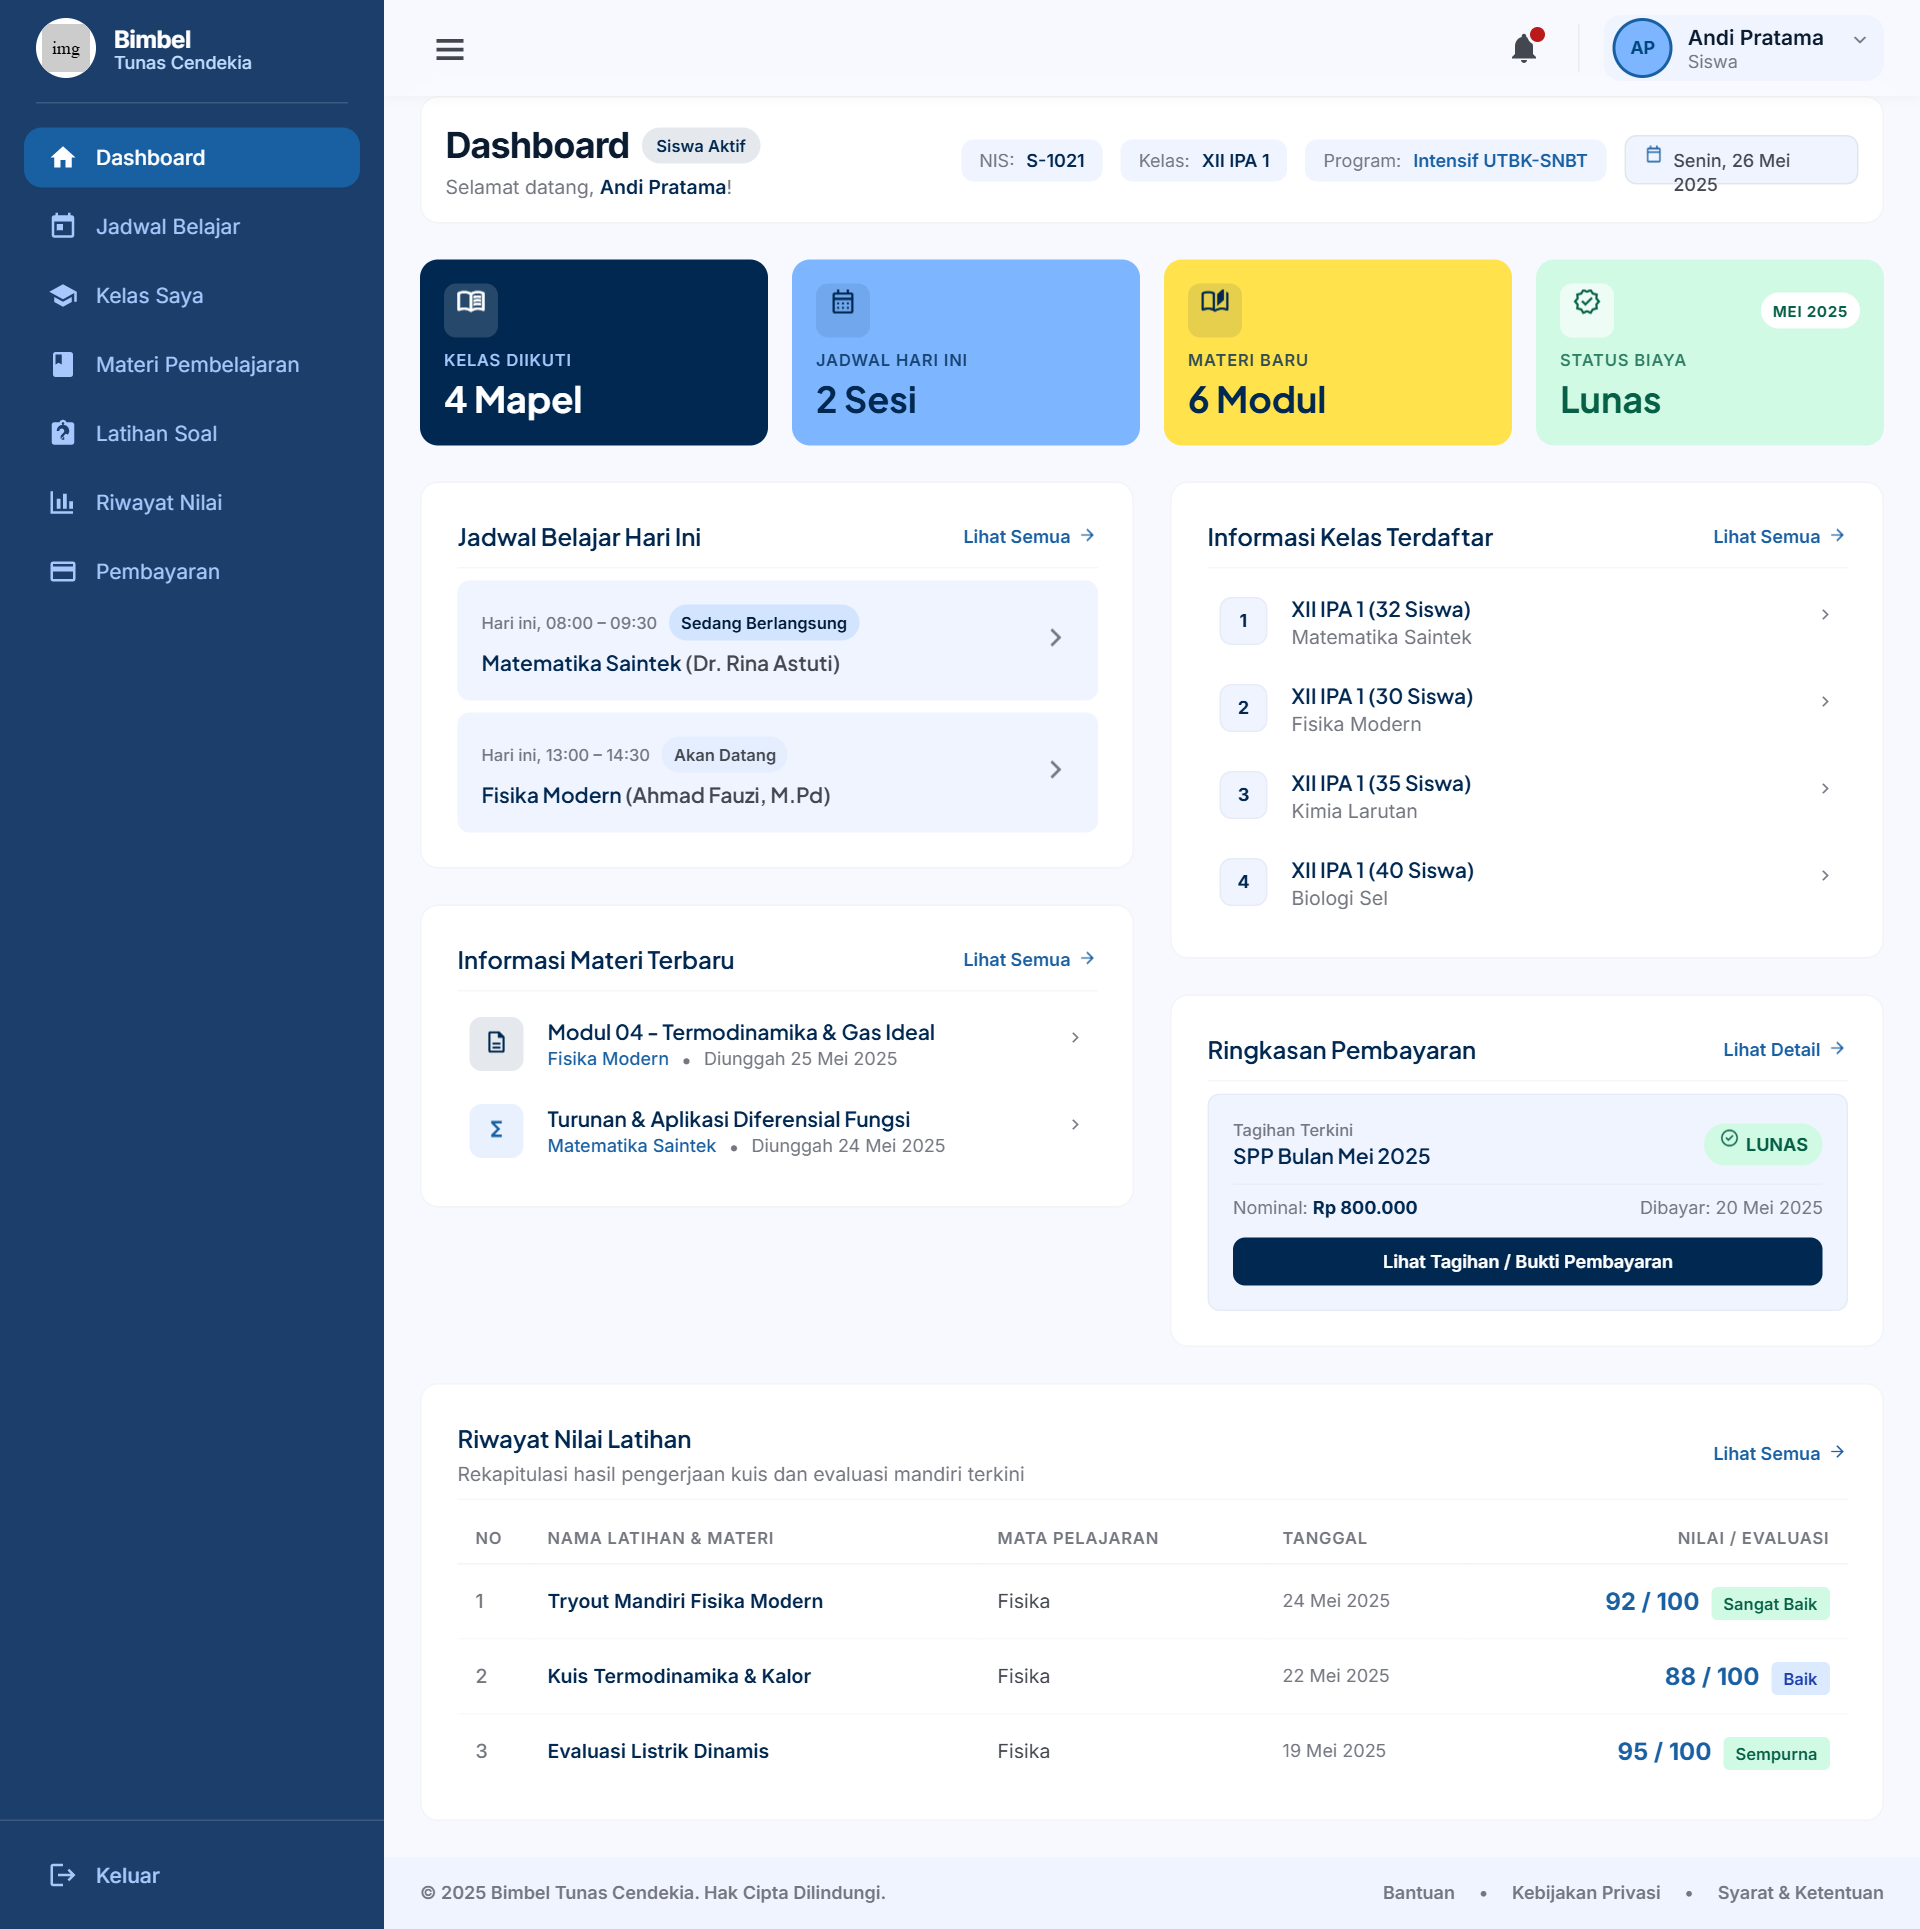 img
Bimbel
Tunas Cendekia
Dashboard
Jadwal Belajar
Kelas Saya
Materi Pembelajaran
Latihan Soal
Riwayat Nilai
Pembayaran
Keluar
AP
Andi Pratama
Siswa
Dashboard Siswa Aktif
Selamat datang, Andi Pratama!
NIS: S-1021
Kelas: XII IPA 1
Program: Intensif UTBK-SNBT
Senin, 26 Mei
2025
KELAS DIIKUTI
4 Mapel
JADWAL HARI INI
2 Sesi
MATERI BARU
6 Modul
MEI 2025
STATUS BIAYA
Lunas
Jadwal Belajar Hari Ini
Lihat Semua
Hari ini, 08:00 – 09:30 Sedang Berlangsung
Matematika Saintek (Dr. Rina Astuti)
Hari ini, 13:00 – 14:30 Akan Datang
Fisika Modern (Ahmad Fauzi, M.Pd)
Informasi Materi Terbaru
Lihat Semua
Modul 04 - Termodinamika & Gas Ideal
Fisika Modern • Diunggah 25 Mei 2025
Σ
Turunan & Aplikasi Diferensial Fungsi
Matematika Saintek • Diunggah 24 Mei 2025
Informasi Kelas Terdaftar
Lihat Semua
1
XII IPA 1 (32 Siswa)
Matematika Saintek
2
XII IPA 1 (30 Siswa)
Fisika Modern
3
XII IPA 1 (35 Siswa)
Kimia Larutan
4
XII IPA 1 (40 Siswa)
Biologi Sel
Ringkasan Pembayaran
Lihat Detail
Tagihan Terkini
SPP Bulan Mei 2025
LUNAS
Nominal: Rp 800.000
Dibayar: 20 Mei 2025
Lihat Tagihan / Bukti Pembayaran
Riwayat Nilai Latihan
Rekapitulasi hasil pengerjaan kuis dan evaluasi mandiri terkini
Lihat Semua
NO NAMA LATIHAN & MATERI MATA PELAJARAN TANGGAL NILAI / EVALUASI
1 Tryout Mandiri Fisika Modern Fisika 24 Mei 2025 92 / 100 Sangat Baik
2 Kuis Termodinamika & Kalor Fisika 22 Mei 2025 88 / 100 Baik
3 Evaluasi Listrik Dinamis Fisika 19 Mei 2025 95 / 100 Sempurna
© 2025 Bimbel Tunas Cendekia. Hak Cipta Dilindungi.
Bantuan • Kebijakan Privasi • Syarat & Ketentuan